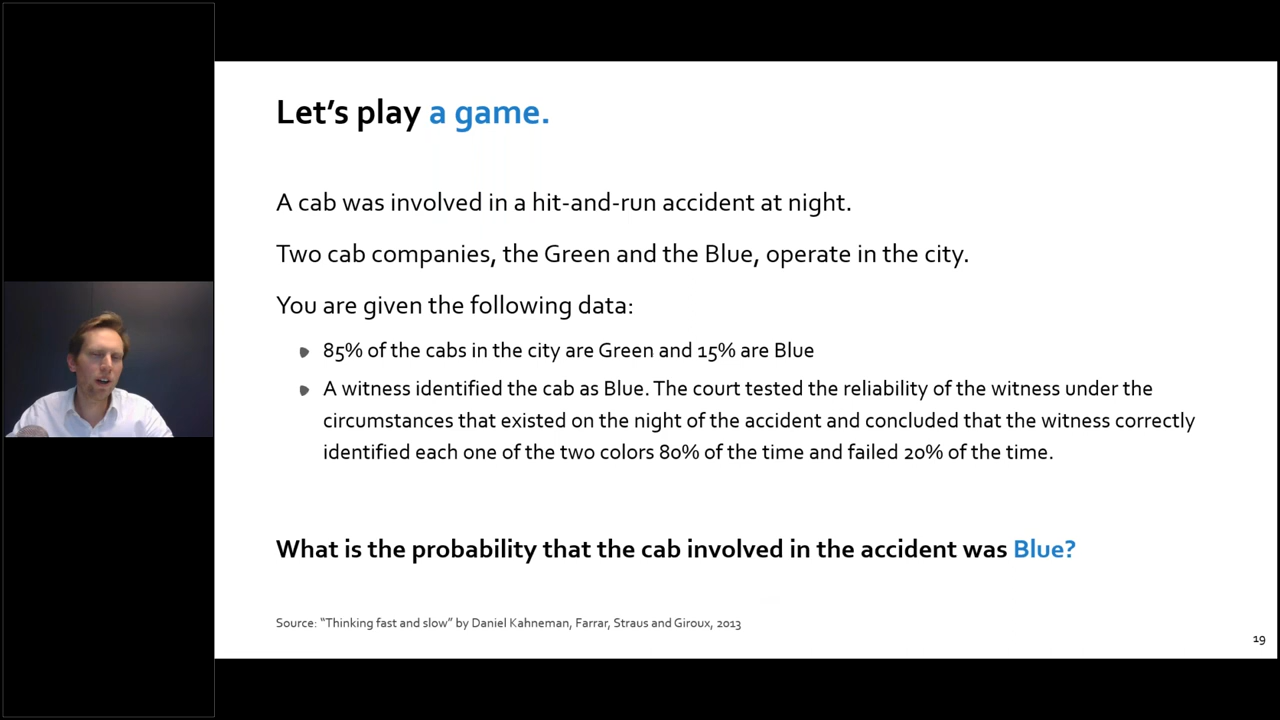 Let's play a game.
A cab was involved in a hit-and-run accident at night.
Two cab companies, the Green and the Blue, operate in the city.
You are given the following data:
85% of the cabs in the city are Green and 15% are Blue
A witness identified the cab as Blue. The court tested the reliability of the witness under the
circumstances that existed on the night of the accident and concluded that the witness correctly
identified each one of the two colors 80% of the time and failed 20% of the time.
What is the probability that the cab involved in the accident was Blue?
Source: “Thinking fast and slow” by Daniel Kahneman, Farrar, Straus and Giroux, 2013
19